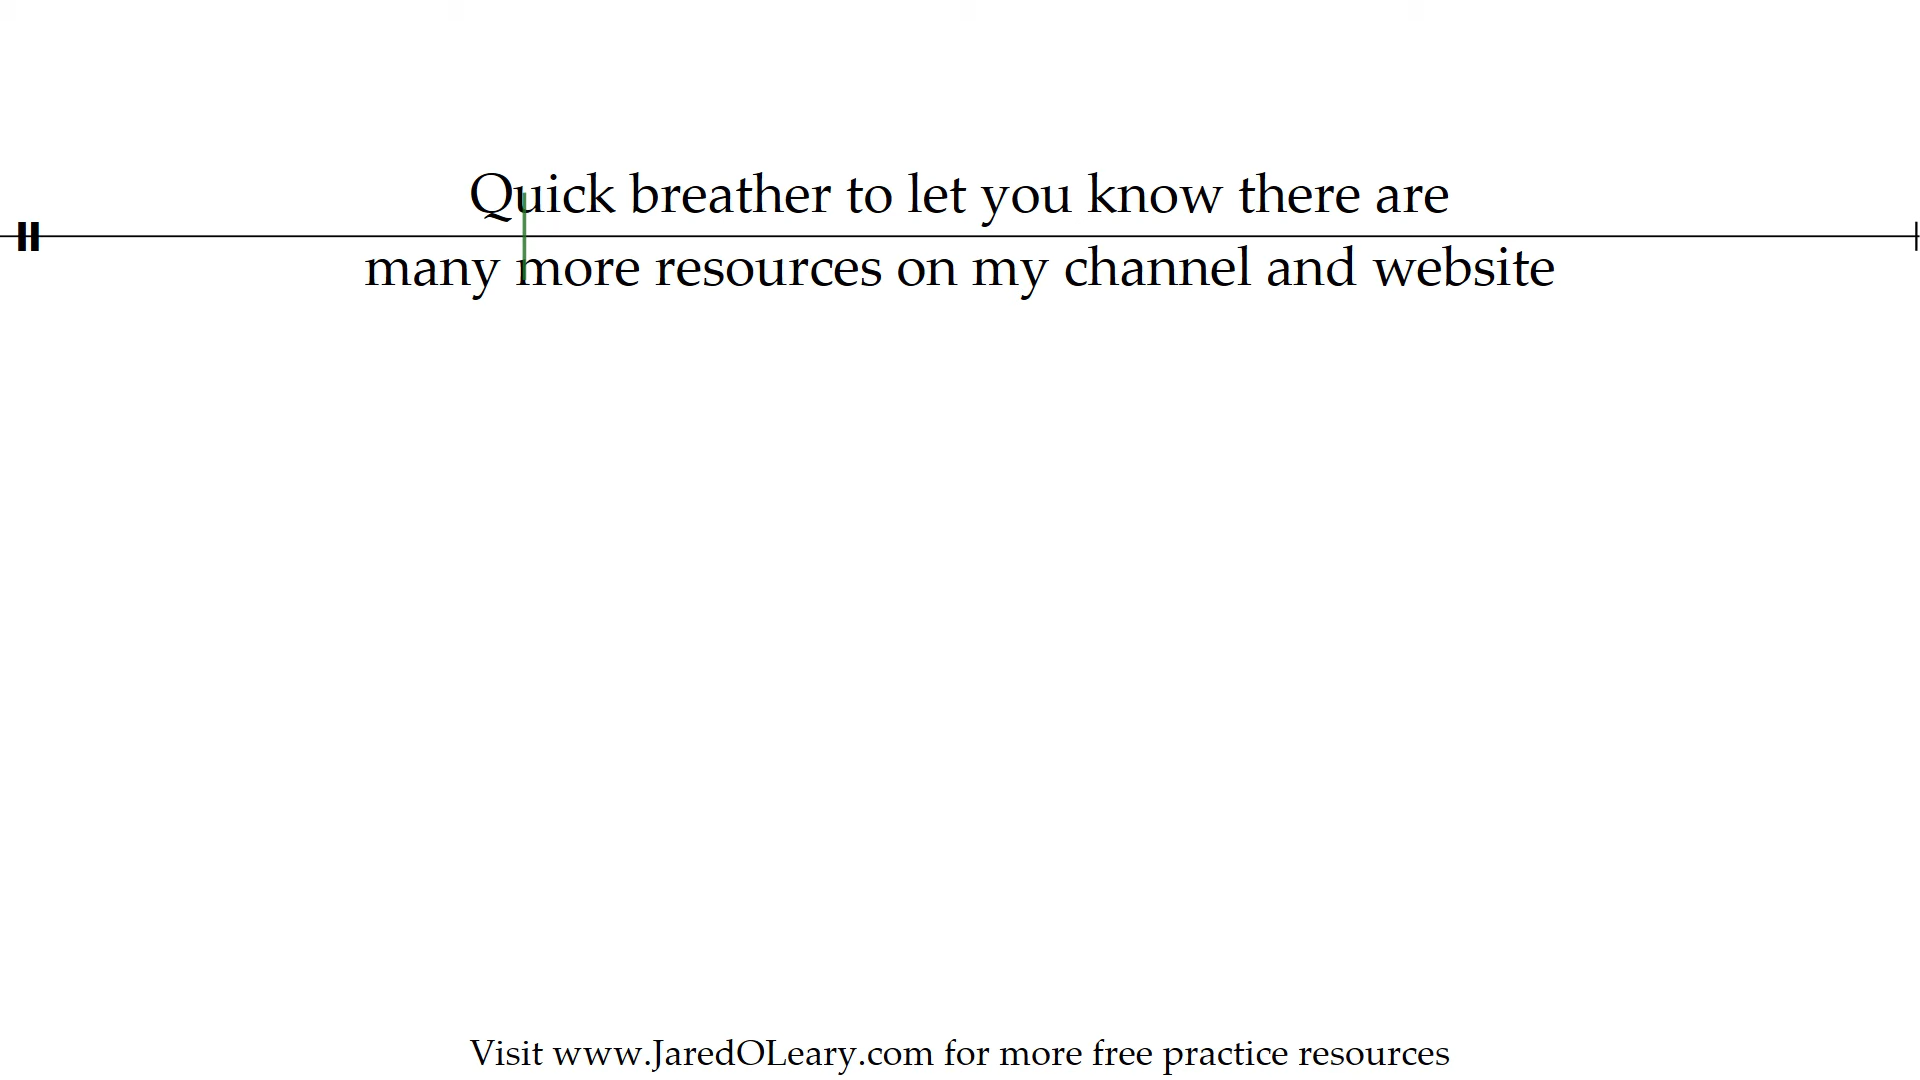 Quick breather to let you know there are
many more resources on my channel and website
Visit www.JaredOLeary.com for more free practice resources